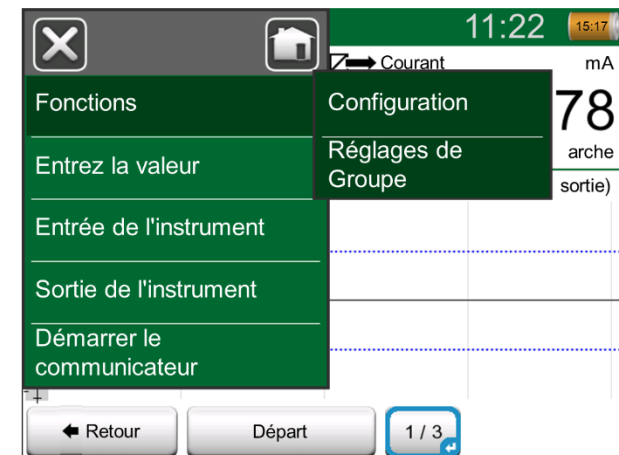 11:22 15:17
Courant mA
Fonctions
Configuration
78
Réglages de
Groupe
arche
Entrez la valeur
sortie)
Entrée de l'instrument
Sortie de l'instrument
Démarrer le
communicateur
Retour
Départ
1 / 3